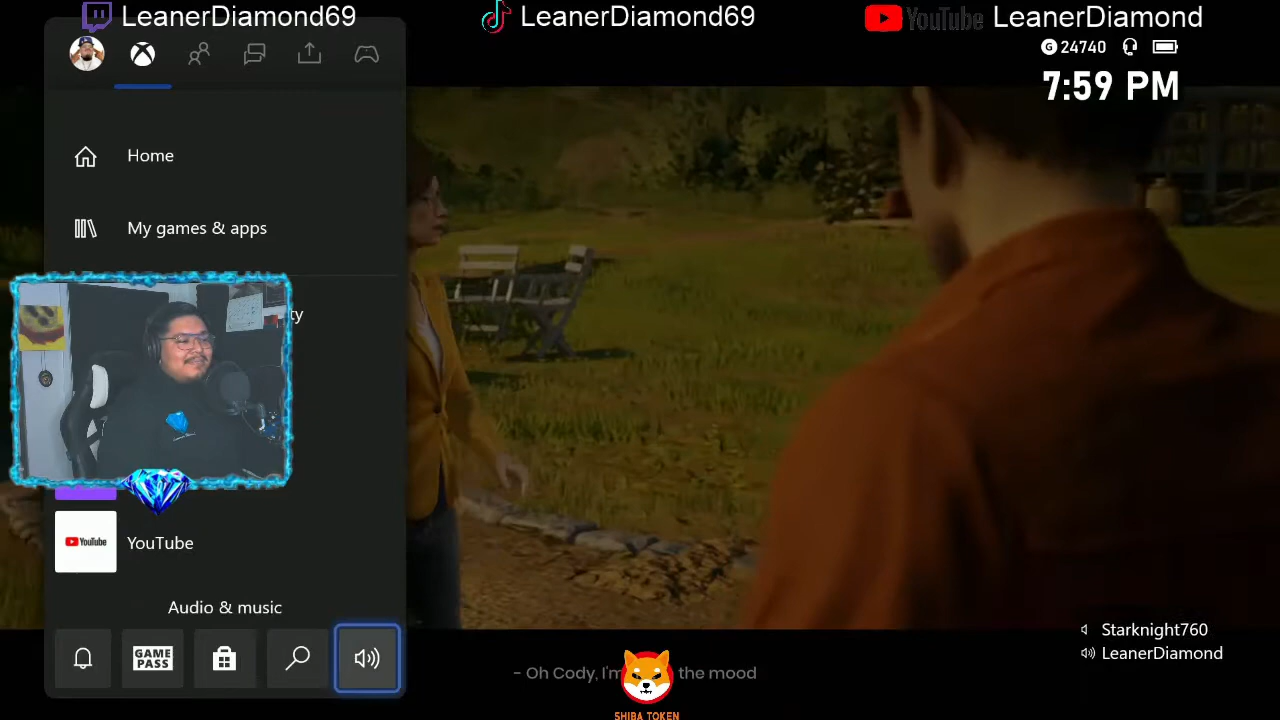 LeanerDiamond69
LeanerDiamond69
YouTube LeanerDiamond
G 24740
7:59 PM
Home
My games & apps
ty
YouTube
YouTube
Audio & music
GAME PASS
Starknight760
LeanerDiamond
- Oh Cody, I'm the mood
SHIBA TOKEN